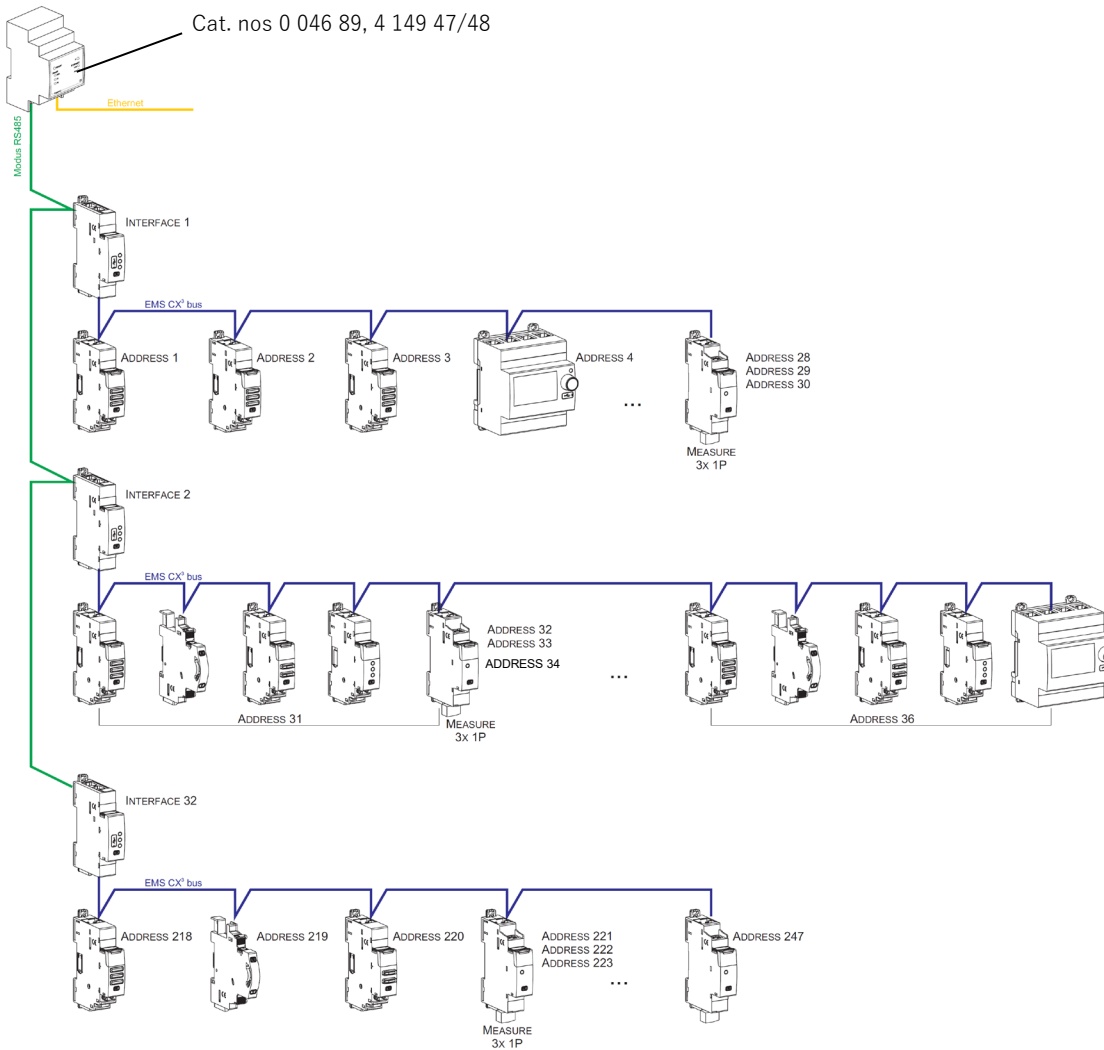 Cat. nos 0 046 89, 4 149 47/48
Ethernet
Modus RS485
INTERFACE 1
EMS CX³ bus
ADDRESS 1
ADDRESS 2
ADDRESS 3
ADDRESS 4
...
ADDRESS 28
ADDRESS 29
ADDRESS 30
MEASURE
3X 1P
INTERFACE 2
EMS CX³ bus
ADDRESS 32
ADDRESS 33
ADDRESS 34
...
ADDRESS 31
MEASURE
3X 1P
ADDRESS 36
INTERFACE 32
EMS CX³ bus
ADDRESS 218
ADDRESS 219
ADDRESS 220
ADDRESS 221
ADDRESS 222
ADDRESS 223
...
ADDRESS 247
MEASURE
3X 1P